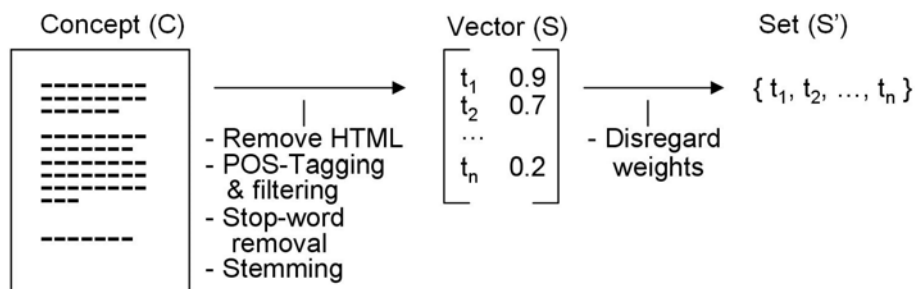 Concept (C)
- Remove HTML
- POS-Tagging
& filtering
- Stop-word
removal
- Stemming
Vector (S)
t₁ 0.9
t₂ 0.7
...
tₙ 0.2
- Disregard
weights
Set (S’)
{ t₁, t₂, ..., tₙ }